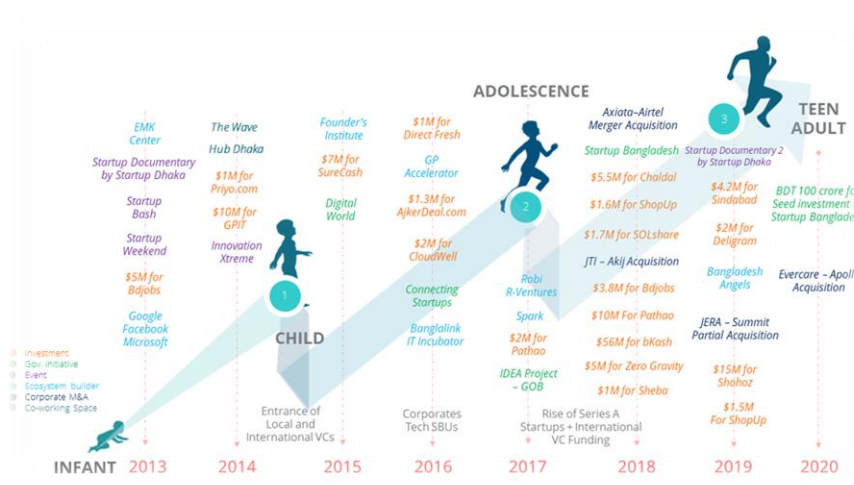 ADOLESCENCE
TEEN
ADULT
CHILD
INFANT
1
2
3
EMK
Center
Startup Documentary
by Startup Dhaka
Startup
Bash
Startup
Weekend
$5M for
Bdjobs
Google
Facebook
Microsoft
The Wave
Hub Dhaka
$1M for
Priyo.com
$10M for
GPIT
Innovation
Xtreme
Founder's
Institute
$7M for
SureCash
Digital
World
$1M for
Direct Fresh
GP
Accelerator
$1.3M for
AjkerDeal.com
$2M for
CloudWell
Connecting
Startups
Banglalink
IT Incubator
Robi
R-Ventures
Spark
$2M for
Pathao
IDEA Project
– GOB
Axiata–Airtel
Merger Acquisition
Startup Bangladesh
$5.5M for Chaldal
$1.6M for ShopUp
$1.7M for SOLshare
JTI – Akij Acquisition
$3.8M for Bdjobs
$10M For Pathao
$56M for bKash
$5M for Zero Gravity
$1M for Sheba
Startup Documentary 2
by Startup Dhaka
$4.2M for
Sindabad
$2M for
Deligram
Bangladesh
Angels
JERA – Summit
Partial Acquisition
$15M for
Shohoz
$1.5M
For ShopUp
BDT 100 crore fo
Seed investment
Startup Banglade
Evercare – Apoll
Acquisition
Investment
Gov. initiative
Event
Ecosystem builder
Corporate M&A
Co-working Space
Entrance of
Local and
International VCs
Corporates
Tech SBUs
Rise of Series A
Startups + International
VC Funding
2013
2014
2015
2016
2017
2018
2019
2020